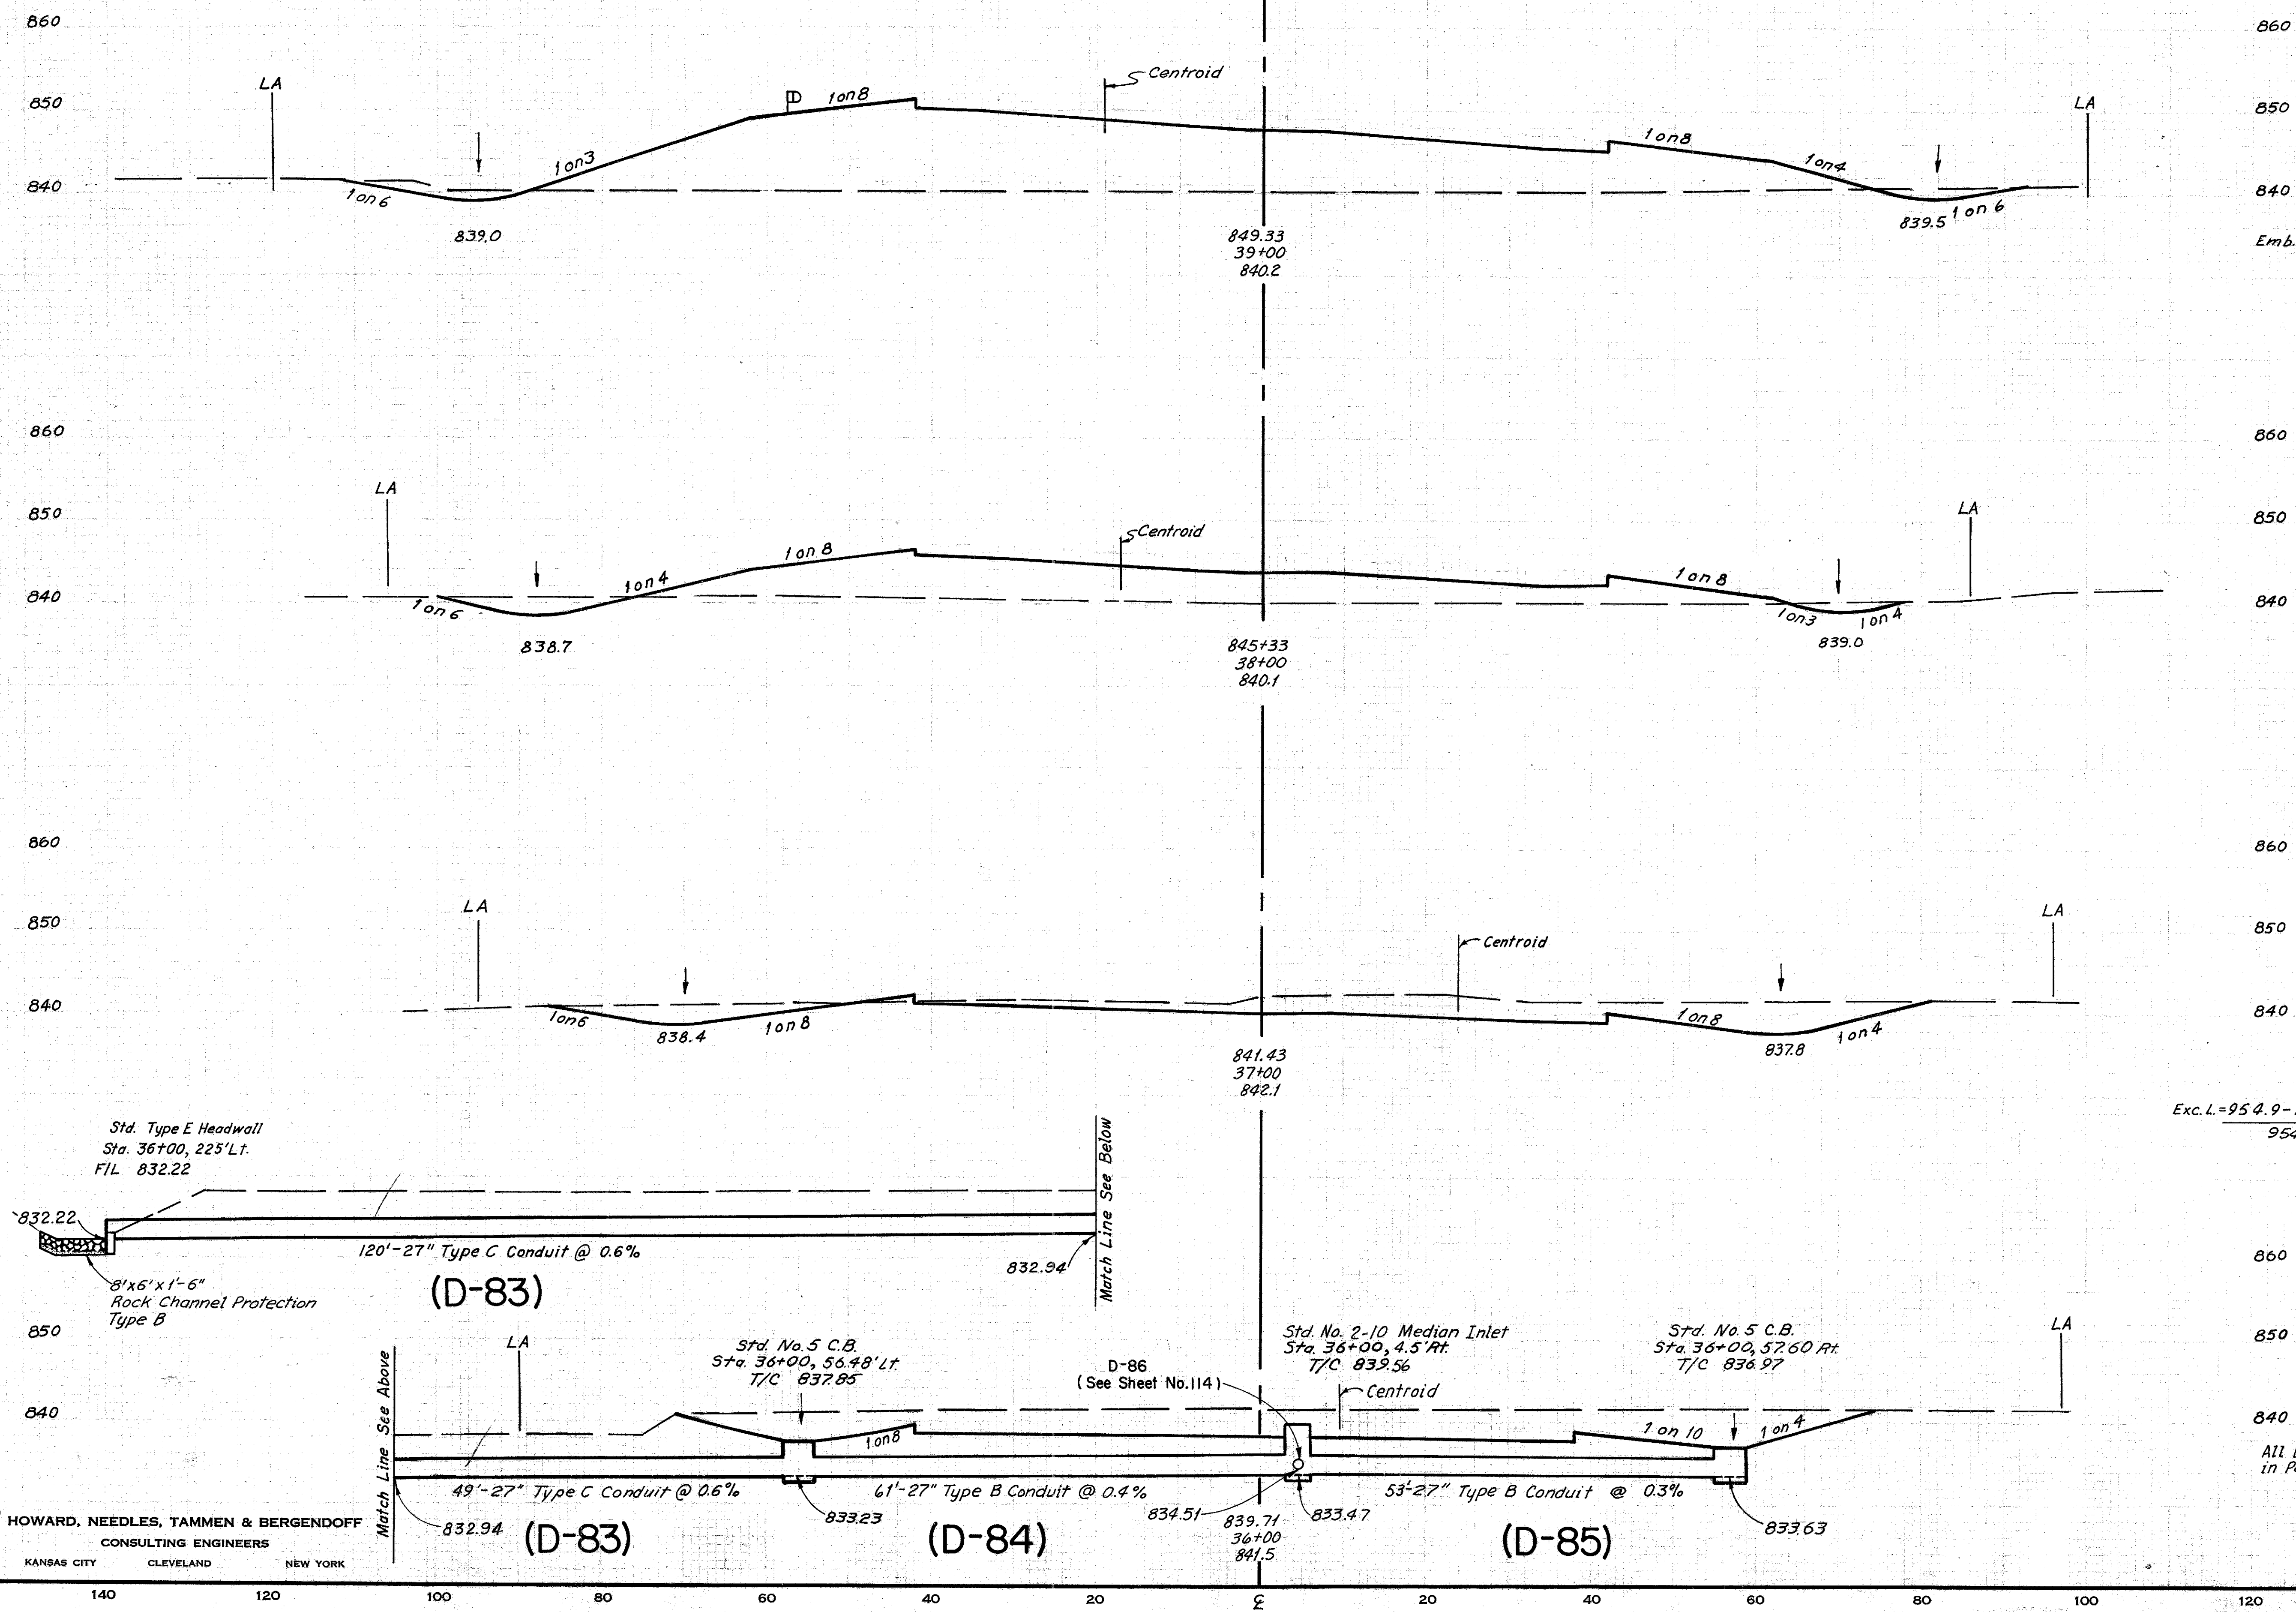 860
860
LA
Centroid
LA
850
1 on 8
850
1 on 8
1 on 3
1 on 4
840
1 on 6
840
1 on 6
839.0
839.5
849.33
39+00
840.2
Emb.
860
860
LA
LA
850
Centroid
850
1 on 8
1 on 4
1 on 8
840
1 on 6
1 on 3
1 on 4
840
838.7
839.0
845+33
38+00
840.1
860
860
LA
LA
850
Centroid
850
840
1 on 6
1 on 8
1 on 8
1 on 4
840
838.4
837.8
841.43
37+00
842.1
Exc. L.=954.9-
954
Std. Type E Headwall
Sta. 36+00, 225'Lt.
F/L 832.22
Match Line See Below
832.22
120'-27" Type C Conduit @ 0.6%
832.94
860
8'x6'x1'-6"
Rock Channel Protection
Type B
(D-83)
850
LA
Std. No. 5 C.B.
Sta. 36+00, 56.48' Lt.
T/C 837.85
D-86
(See Sheet No. 114)
Std. No. 2-10 Median Inlet
Sta. 36+00, 4.5' Rt.
T/C 839.56
Centroid
Std. No. 5 C.B.
Sta. 36+00, 57.60 Rt.
T/C 836.97
LA
850
Match Line See Above
840
1 on 8
1 on 10
1 on 4
840
All
in
49'-27" Type C Conduit @ 0.6%
61'-27" Type B Conduit @ 0.4%
53'-27" Type B Conduit @ 0.3%
832.94
(D-83)
833.23
(D-84)
834.51
833.47
(D-85)
833.63
839.71
36+00
841.5
HOWARD, NEEDLES, TAMMEN & BERGENDOFF
CONSULTING ENGINEERS
KANSAS CITY CLEVELAND NEW YORK
140 120 100 80 60 40 20 ℄ 20 40 60 80 100 120